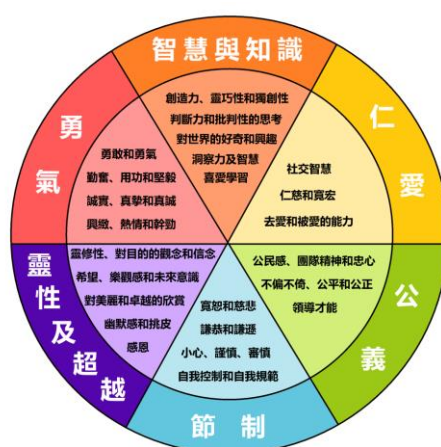 智慧與知識
創造力、靈巧性和獨創性
判斷力和批判性的思考
對世界的好奇和興趣
洞察力及智慧
喜愛學習
仁愛
社交智慧
仁慈和寬宏
去愛和被愛的能力
公義
公民感、團隊精神和忠心
不偏不倚、公平和公正
領導才能
節制
寬恕和慈悲
謙恭和謙遜
小心、謹慎、審慎
自我控制和自我規範
靈性及超越
靈修性、對目的的觀念和信念
希望、樂觀感和未來意識
對美麗和卓越的欣賞
幽默感和挑皮
感恩
勇氣
勇敢和勇氣
勤奮、用功和堅毅
誠實、真摯和真誠
興緻、熱情和幹勁